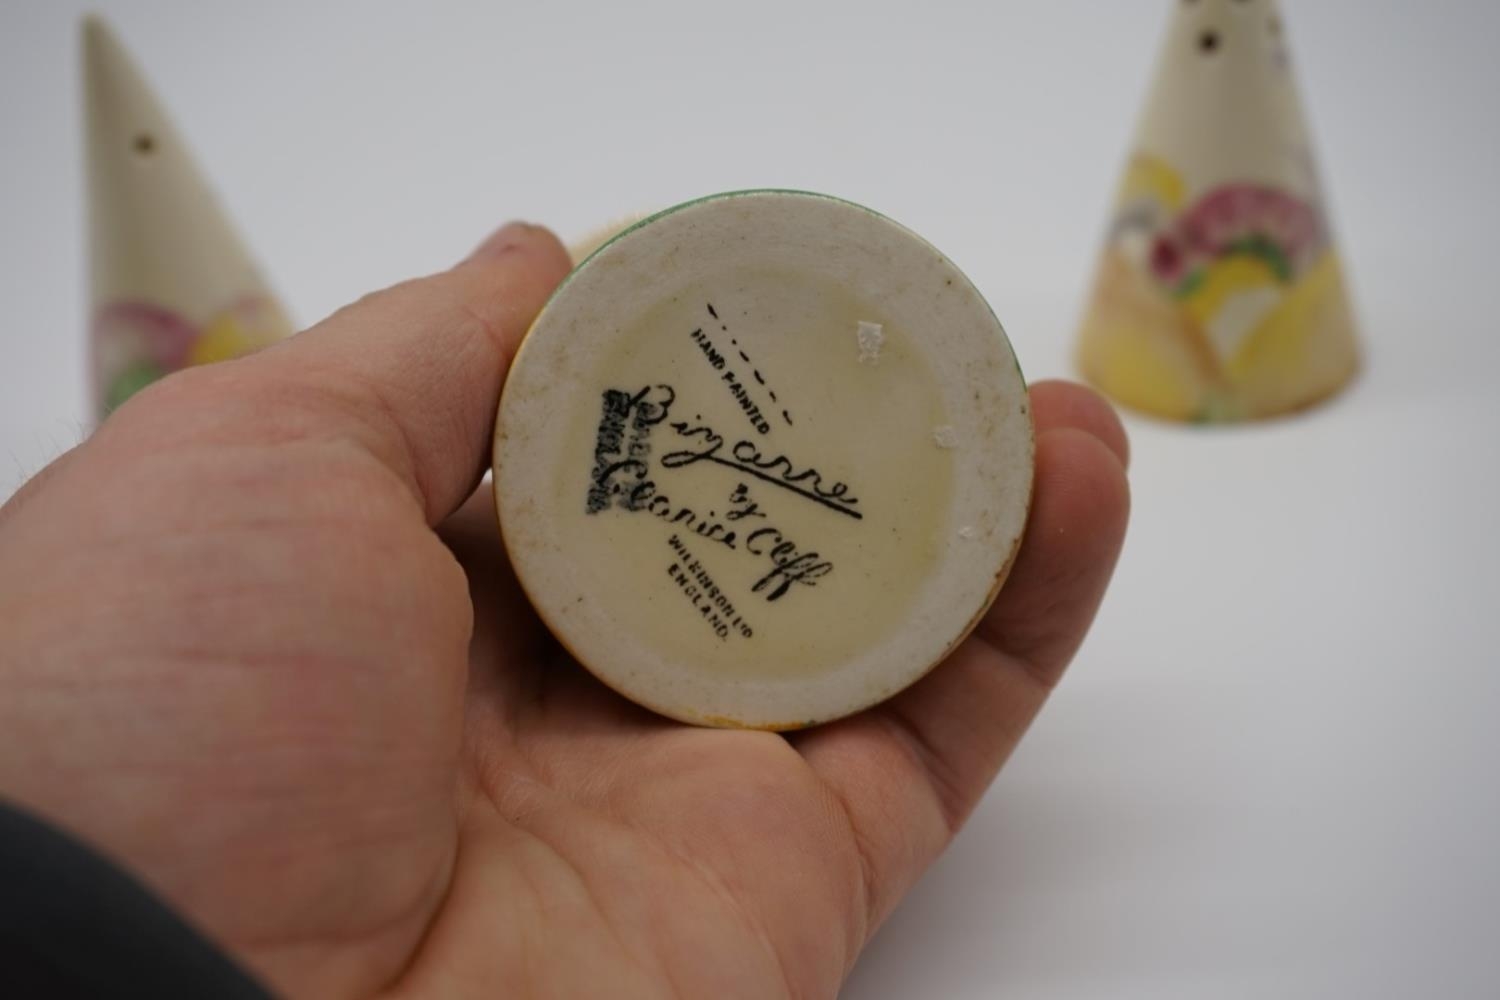 HAND PAINTED
Bizarre
by
Clarice Cliff
WILKINSON LTD
ENGLAND.